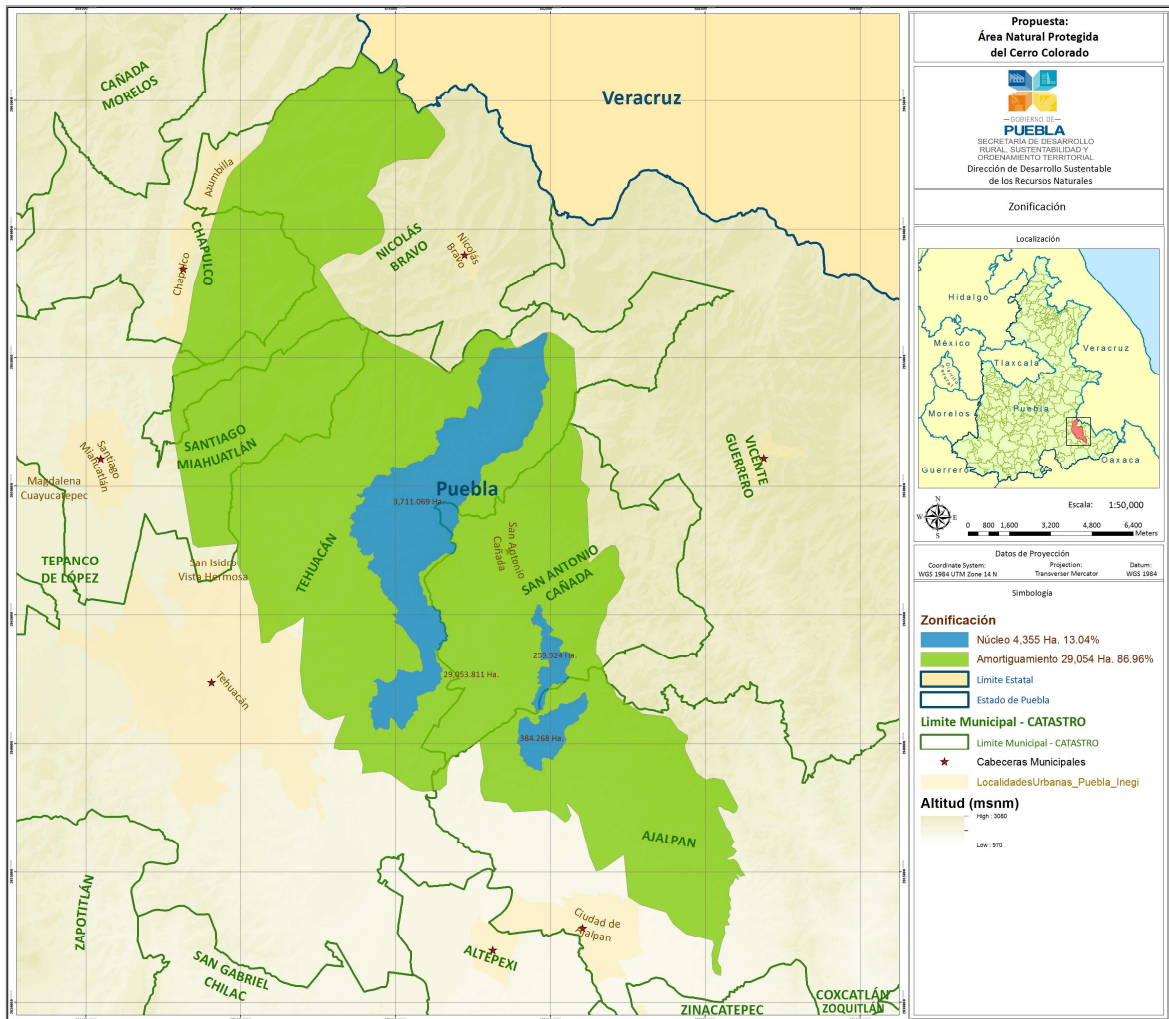 CAÑADA
MORELOS
Veracruz
Azumbilla
CHAPULCO
Chapulco
NICOLÁS
BRAVO
Nicolás
Bravo
SANTIAGO
MIAHUATLÁN
Santiago
Miahuatlán
Magdalena
Cuayucatepec
Puebla
3,711.069 Ha.
VICENTE
GUERRERO
TEHUACÁN
San Antonio
Cañada
SAN ANTONIO
CAÑADA
TEPANCO
DE LÓPEZ
San Isidro
Vista Hermosa
Tehuacán
29,053.811 Ha.
384.268 Ha.
AJALPAN
ZAPOTITLÁN
SAN GABRIEL
CHILAC
ALTEPEXI
Ciudad de
Ajalpan
ZINACATEPEC
COXCATLÁN
ZOQUITLÁN
Propuesta:
Área Natural Protegida
del Cerro Colorado
GOBIERNO DE
PUEBLA
SECRETARÍA DE DESARROLLO
RURAL, SUSTENTABILIDAD Y
ORDENAMIENTO TERRITORIAL
Dirección de Desarrollo Sustentable
de los Recursos Naturales
Zonificación
Localización
Hidalgo
México
Tlaxcala
Veracruz
Distrito
Federal
Morelos
Puebla
Guerrero
Oaxaca
N
W E
S
Escala: 1:50,000
0 800 1,600 3,200 4,800 6,400
Meters
Datos de Proyección
Coordinate System: Projection: Datum:
WGS 1984 UTM Zone 14 N Transverser Mercator WGS 1984
Simbología
Zonificación
Núcleo 4,355 Ha. 13.04%
Amortiguamiento 29,054 Ha. 86.96%
Limite Estatal
Estado de Puebla
Limite Municipal - CATASTRO
Limite Municipal - CATASTRO
Cabeceras Municipales
LocalidadesUrbanas_Puebla_Inegi
Altitud (msnm)
High : 3080
Low : 970